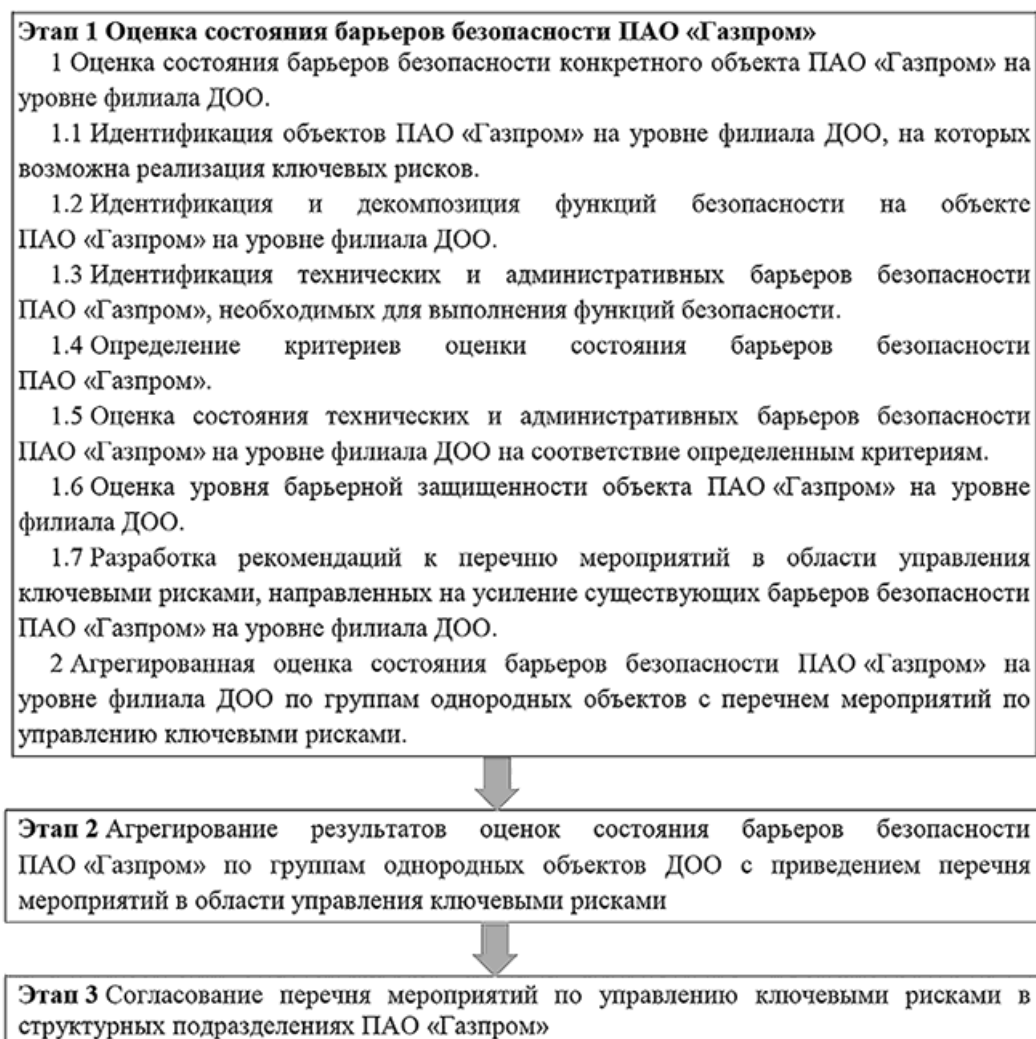 Этап 1 Оценка состояния барьеров безопасности ПАО «Газпром»
1 Оценка состояния барьеров безопасности конкретного объекта ПАО «Газпром» на
уровне филиала ДОО.
1.1 Идентификация объектов ПАО «Газпром» на уровне филиала ДОО, на которых
возможна реализация ключевых рисков.
1.2 Идентификация и декомпозиция функций безопасности на объекте
ПАО «Газпром» на уровне филиала ДОО.
1.3 Идентификация технических и административных барьеров безопасности
ПАО «Газпром», необходимых для выполнения функций безопасности.
1.4 Определение критериев оценки состояния барьеров безопасности
ПАО «Газпром».
1.5 Оценка состояния технических и административных барьеров безопасности
ПАО «Газпром» на уровне филиала ДОО на соответствие определенным критериям.
1.6 Оценка уровня барьерной защищенности объекта ПАО «Газпром» на уровне
филиала ДОО.
1.7 Разработка рекомендаций к перечню мероприятий в области управления
ключевыми рисками, направленных на усиление существующих барьеров безопасности
ПАО «Газпром» на уровне филиала ДОО.
2 Агрегированная оценка состояния барьеров безопасности ПАО «Газпром» на
уровне филиала ДОО по группам однородных объектов с перечнем мероприятий по
управлению ключевыми рисками.
Этап 2 Агрегирование результатов оценок состояния барьеров безопасности
ПАО «Газпром» по группам однородных объектов ДОО с приведением перечня
мероприятий в области управления ключевыми рисками
Этап 3 Согласование перечня мероприятий по управлению ключевыми рисками в
структурных подразделениях ПАО «Газпром»